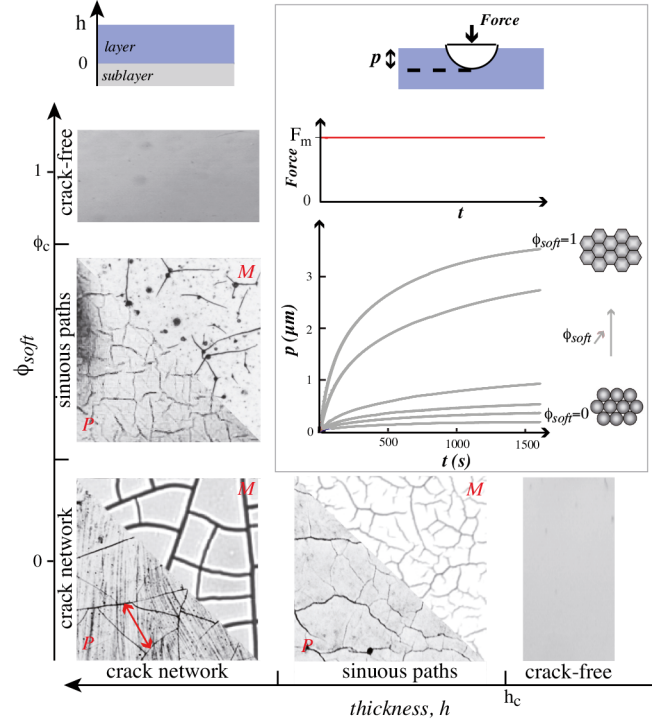 h
layer
0
sublayer
Force
p
F_m
Force
0
t
crack-free
1
ϕ_c
ϕ_soft
sinuous paths
M
P
crack network
0
M
P
p (μm)
3
2
1
0
500
1000
1500
t (s)
ϕ_soft=1
ϕ_soft
ϕ_soft=0
M
P
crack network
sinuous paths
crack-free
h_c
thickness, h